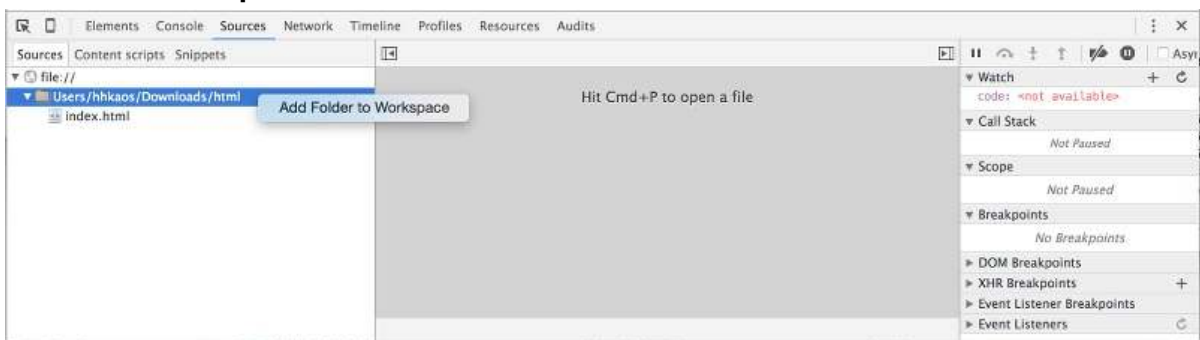 Elements Console Sources Network Timeline Profiles Resources Audits
Sources Content scripts Snippets
file://
Users/hhkaos/Downloads/html
index.html
Add Folder to Workspace
Hit Cmd+P to open a file
Watch
code: <not available>
Call Stack
Not Paused
Scope
Not Paused
Breakpoints
No Breakpoints
DOM Breakpoints
XHR Breakpoints
Event Listener Breakpoints
Event Listeners